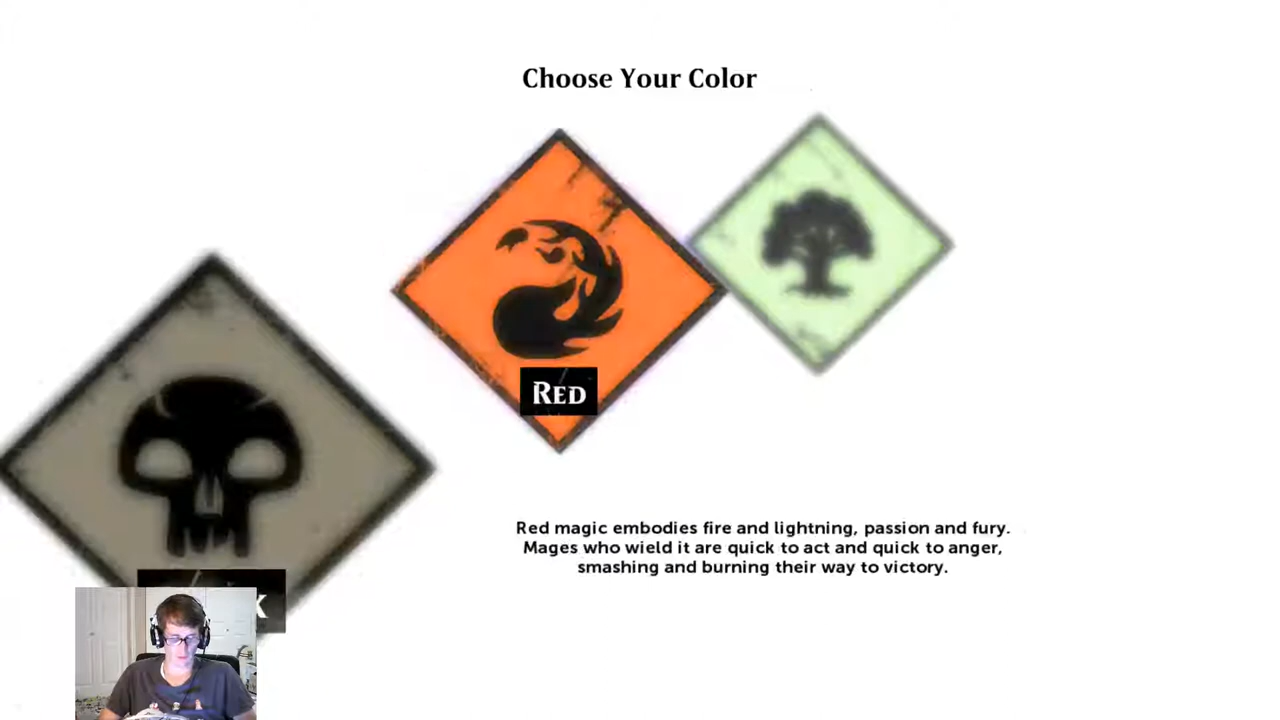 Choose Your Color
RED
Red magic embodies fire and lightning, passion and fury.
Mages who wield it are quick to act and quick to anger,
smashing and burning their way to victory.